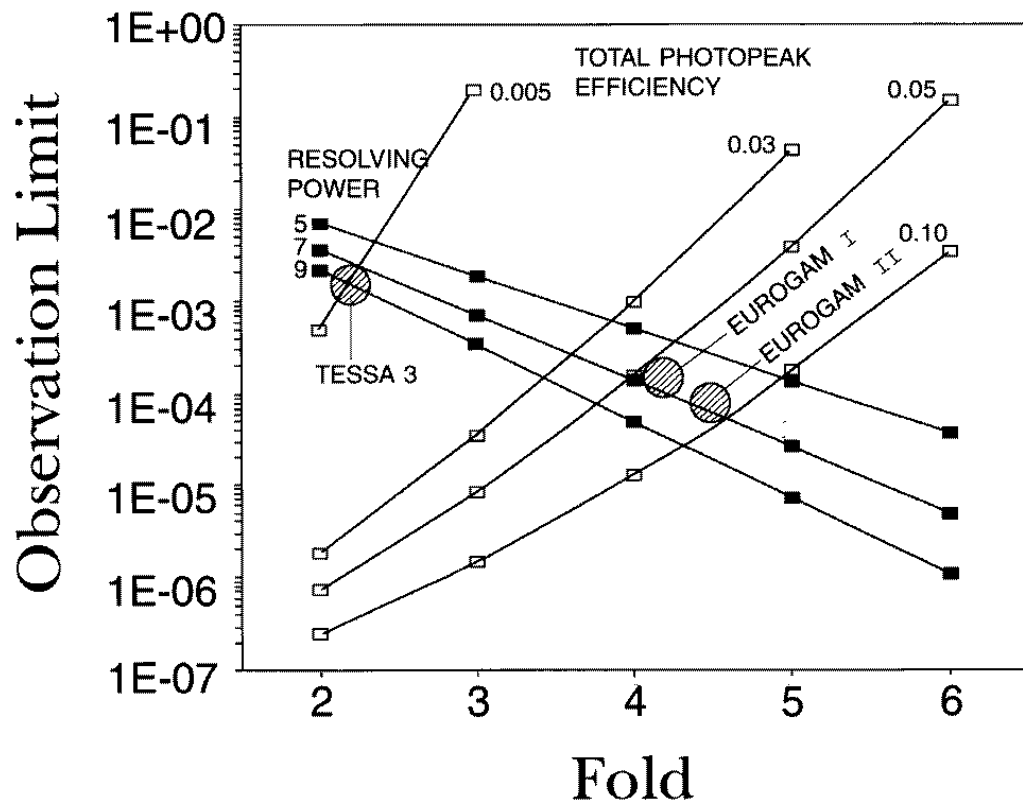 1E+00
1E-01
1E-02
1E-03
1E-04
1E-05
1E-06
1E-07
Observation Limit
TOTAL PHOTOPEAK
EFFICIENCY
0.005
0.03
0.05
0.10
RESOLVING
POWER
5
7
9
TESSA 3
EUROGAM I
EUROGAM II
2 3 4 5 6
Fold